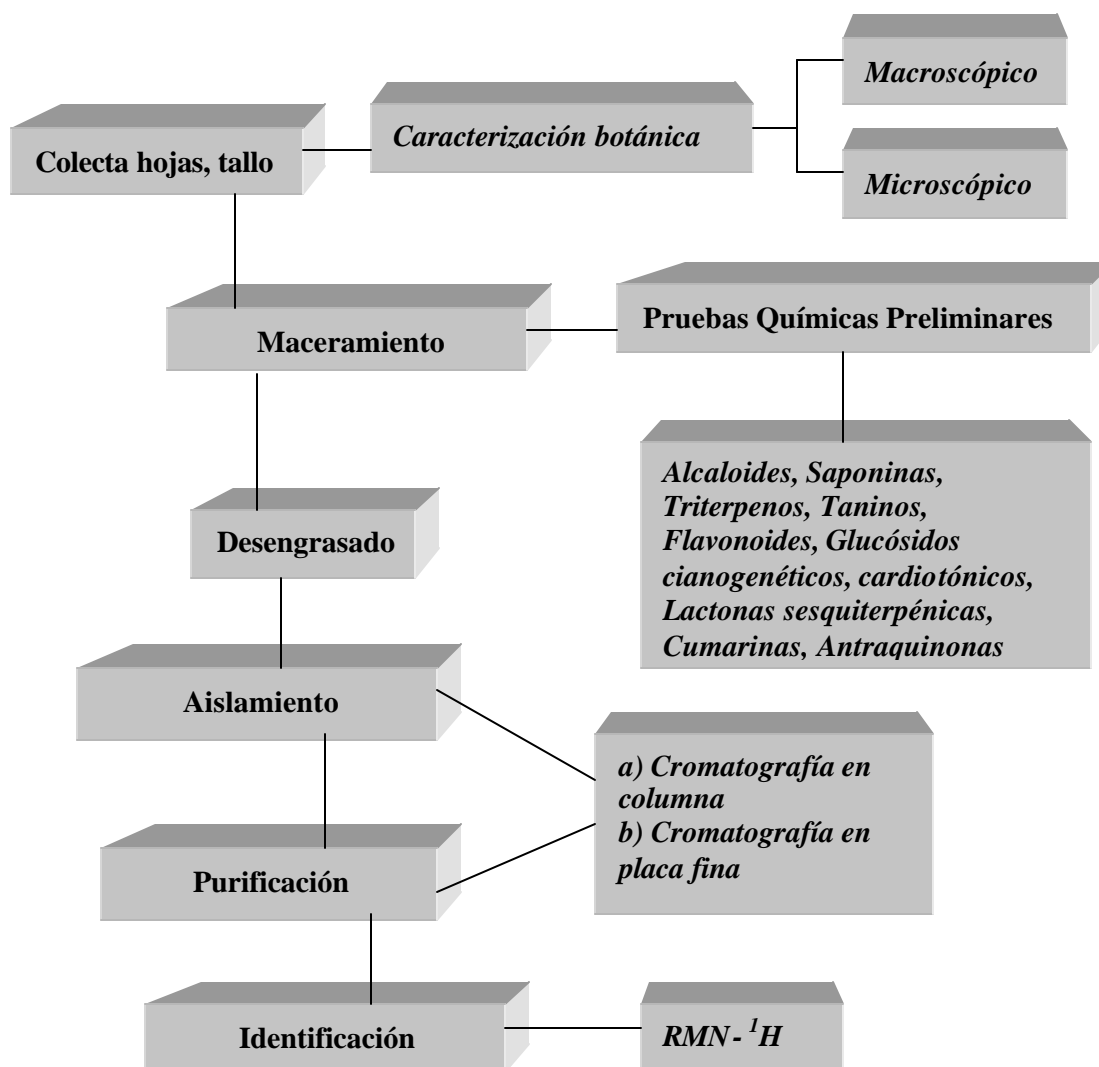 Macroscópico
Caracterización botánica
Colecta hojas, tallo
Microscópico
Pruebas Químicas Preliminares
Maceramiento
Alcaloides, Saponinas,
Triterpenos, Taninos,
Flavonoides, Glucósidos
cianogenéticos, cardiotónicos,
Lactonas sesquiterpénicas,
Cumarinas, Antraquinonas
Desengrasado
Aislamiento
a) Cromatografía en
columna
b) Cromatografía en
placa fina
Purificación
Identificación
RMN- ¹H